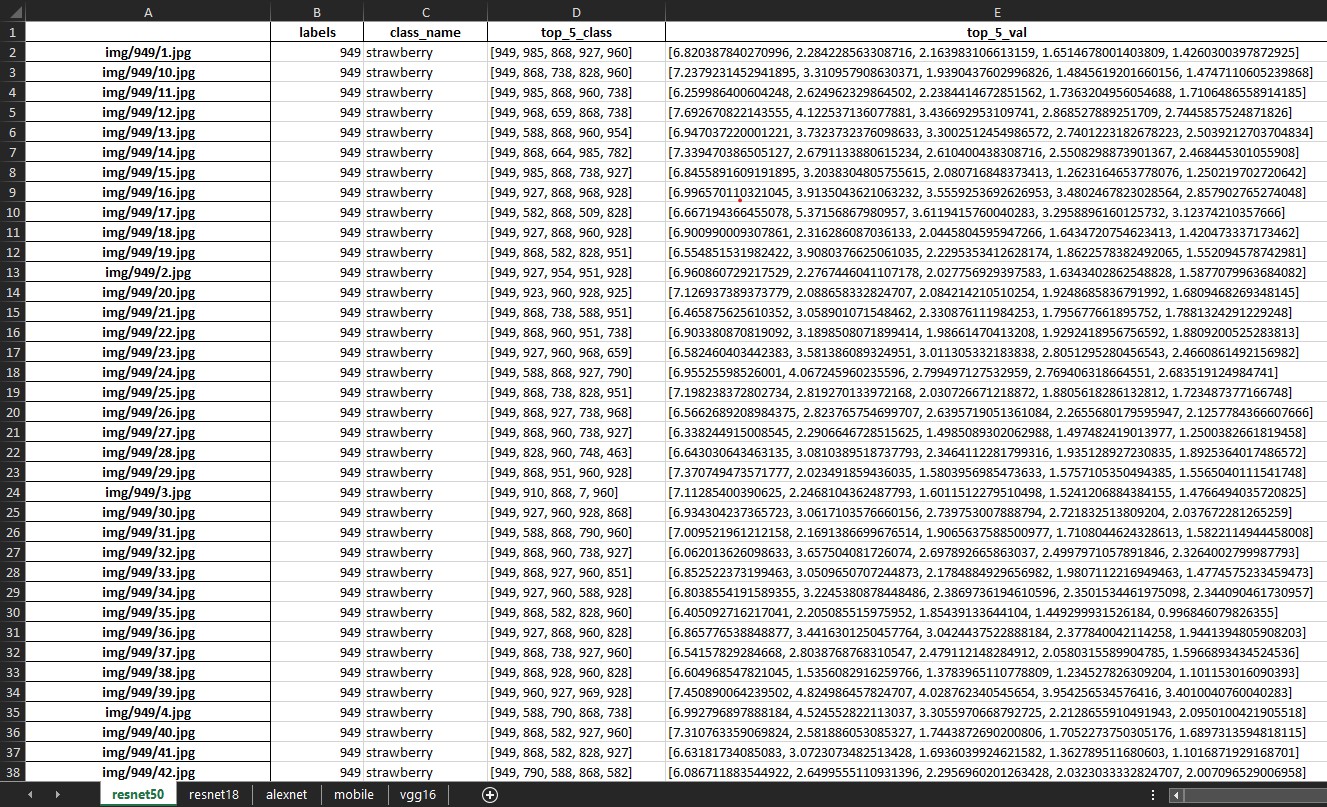 A B C D E
1 labels class_name top_5_class top_5_val
2 img/949/1.jpg 949 strawberry [949, 985, 868, 927, 960] [6.820387840270996, 2.284228563308716, 2.163983106613159, 1.6514678001403809, 1.4260300397872925]
3 img/949/10.jpg 949 strawberry [949, 868, 738, 828, 960] [7.2379231452941895, 3.310957908630371, 1.9390437602996826, 1.4845619201660156, 1.4747110605239868]
4 img/949/11.jpg 949 strawberry [949, 985, 868, 960, 738] [6.259986400604248, 2.624962329864502, 2.2384414672851562, 1.7363204956054688, 1.7106486558914185]
5 img/949/12.jpg 949 strawberry [949, 968, 659, 868, 738] [7.692670822143555, 4.122537136077881, 3.436692953109741, 2.868527889251709, 2.7445857524871826]
6 img/949/13.jpg 949 strawberry [949, 588, 868, 960, 954] [6.947037220001221, 3.7323732376098633, 3.3002512454986572, 2.7401223182678223, 2.5039212703704834]
7 img/949/14.jpg 949 strawberry [949, 868, 664, 985, 782] [7.339470386505127, 2.6791133880615234, 2.610400438308716, 2.5508298873901367, 2.468445301055908]
8 img/949/15.jpg 949 strawberry [949, 985, 868, 738, 927] [6.8455891609191895, 3.2038304805755615, 2.080716848373413, 1.2623164653778076, 1.250219702720642]
9 img/949/16.jpg 949 strawberry [949, 927, 868, 968, 928] [6.996570110321045, 3.9135043621063232, 3.5559253692626953, 3.4802467823028564, 2.857902765274048]
10 img/949/17.jpg 949 strawberry [949, 582, 868, 509, 828] [6.667194366455078, 5.37156867980957, 3.6119415760040283, 3.2958896160125732, 3.12374210357666]
11 img/949/18.jpg 949 strawberry [949, 927, 868, 960, 928] [6.900990009307861, 2.316286087036133, 2.0445804595947266, 1.6434720754623413, 1.420473337173462]
12 img/949/19.jpg 949 strawberry [949, 868, 582, 828, 951] [6.554851531982422, 3.9080376625061035, 2.2295353412628174, 1.8622578382492065, 1.552094578742981]
13 img/949/2.jpg 949 strawberry [949, 927, 954, 951, 928] [6.960860729217529, 2.2767446041107178, 2.027756929397583, 1.6343402862548828, 1.5877079963684082]
14 img/949/20.jpg 949 strawberry [949, 923, 960, 928, 925] [7.126937389373779, 2.088658332824707, 2.084214210510254, 1.9248685836791992, 1.6809468269348145]
15 img/949/21.jpg 949 strawberry [949, 868, 738, 588, 951] [6.465875625610352, 3.058901071548462, 2.330876111984253, 1.795677661895752, 1.7881324291229248]
16 img/949/22.jpg 949 strawberry [949, 868, 960, 951, 738] [6.903380870819092, 3.1898508071899414, 1.98661470413208, 1.9292418956756592, 1.8809200525283813]
17 img/949/23.jpg 949 strawberry [949, 927, 960, 968, 659] [6.582460403442383, 3.581386089324951, 3.011305332183838, 2.8051295280456543, 2.4660861492156982]
18 img/949/24.jpg 949 strawberry [949, 588, 868, 927, 790] [6.95525598526001, 4.067245960235596, 2.799497127532959, 2.769406318664551, 2.683519124984741]
19 img/949/25.jpg 949 strawberry [949, 868, 738, 828, 951] [7.198238372802734, 2.819270133972168, 2.030726671218872, 1.8805618286132812, 1.723487377166748]
20 img/949/26.jpg 949 strawberry [949, 868, 927, 738, 968] [6.5662689208984375, 2.823765754699707, 2.6395719051361084, 2.2655680179595947, 2.1257784366607666]
21 img/949/27.jpg 949 strawberry [949, 868, 960, 738, 927] [6.338244915008545, 2.2906646728515625, 1.4985089302062988, 1.497482419013977, 1.2500382661819458]
22 img/949/28.jpg 949 strawberry [949, 828, 960, 748, 463] [6.643030643463135, 3.0810389518737793, 2.3464112281799316, 1.935128927230835, 1.8925364017486572]
23 img/949/29.jpg 949 strawberry [949, 868, 951, 960, 928] [7.370749473571777, 2.023491859436035, 1.5803956985473633, 1.5757105350494385, 1.5565040111541748]
24 img/949/3.jpg 949 strawberry [949, 910, 868, 7, 960] [7.11285400390625, 2.2468104362487793, 1.6011512279510498, 1.5241206884384155, 1.4766494035720825]
25 img/949/30.jpg 949 strawberry [949, 927, 960, 928, 868] [6.934304237365723, 3.0617103576660156, 2.739753007888794, 2.721832513809204, 2.037672281265259]
26 img/949/31.jpg 949 strawberry [949, 588, 868, 790, 960] [7.009521961212158, 2.1691386699676514, 1.9065637588500977, 1.710804462432861​3, 1.5822114944458008]
27 img/949/32.jpg 949 strawberry [949, 868, 960, 738, 927] [6.062013626098633, 3.657504081726074, 2.697892665863037, 2.4997971057891846, 2.3264002799987793]
28 img/949/33.jpg 949 strawberry [949, 868, 927, 960, 851] [6.852522373199463, 3.0509650707244873, 2.1784884929656982, 1.9807112216949463, 1.4774575233459473]
29 img/949/34.jpg 949 strawberry [949, 927, 960, 588, 928] [6.8038554191589355, 3.2245380878448486, 2.3869736194610596, 2.3501534461975098, 2.344090461730957]
30 img/949/35.jpg 949 strawberry [949, 868, 582, 828, 960] [6.405092716217041, 2.205085515975952, 1.85439133644104, 1.449299931526184, 0.996846079826355]
31 img/949/36.jpg 949 strawberry [949, 927, 868, 960, 828] [6.865776538848877, 3.4416301250457764, 3.0424437522888184, 2.377840042114258, 1.9441394805908203]
32 img/949/37.jpg 949 strawberry [949, 868, 738, 927, 960] [6.54157829284668, 2.8038768768310547, 2.479112148284912, 2.0580315589904785, 1.5966893434524536]
33 img/949/38.jpg 949 strawberry [949, 868, 928, 960, 828] [6.604968547821045, 1.5356082916259766, 1.3783965110778809, 1.234527826309204, 1.101153016090393]
34 img/949/39.jpg 949 strawberry [949, 960, 927, 969, 928] [7.450890064239502, 4.824986457824707, 4.028762340545654, 3.954256534576416, 3.4010040760040283]
35 img/949/4.jpg 949 strawberry [949, 588, 790, 868, 738] [6.992796897888184, 4.524552822113037, 3.3055970668792725, 2.2128655910491943, 2.0950100421905518]
36 img/949/40.jpg 949 strawberry [949, 868, 582, 927, 960] [7.310763359069824, 2.581886053085327, 1.7443872690200806, 1.7052273750305176, 1.6897313594818115]
37 img/949/41.jpg 949 strawberry [949, 868, 582, 828, 927] [6.63181734085083, 3.0723073482513428, 1.6936039924621582, 1.362789511680603, 1.1016871929168701]
38 img/949/42.jpg 949 strawberry [949, 790, 588, 868, 582] [6.086711883544922, 2.6499555110931396, 2.2956960201263428, 2.0323033332824707, 2.007096529006958]
resnet50 resnet18 alexnet mobile vgg16